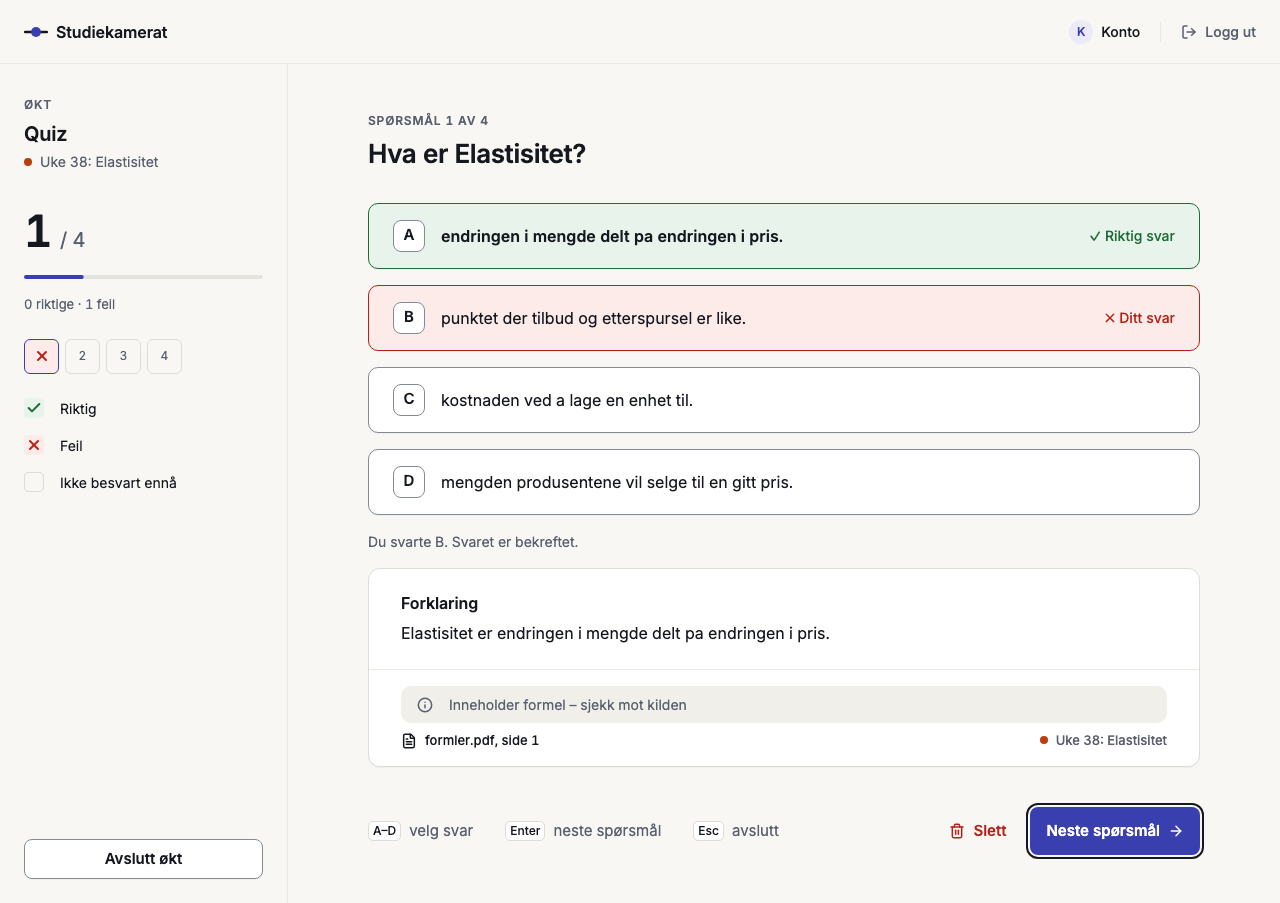 Studiekamerat
K Konto
Logg ut
ØKT
Quiz
Uke 38: Elastisitet
1 / 4
0 riktige · 1 feil
2 3 4
Riktig
Feil
Ikke besvart ennå
Avslutt økt
SPØRSMÅL 1 AV 4
Hva er Elastisitet?
A endringen i mengde delt pa endringen i pris. Riktig svar
B punktet der tilbud og etterspursel er like. Ditt svar
C kostnaden ved a lage en enhet til.
D mengden produsentene vil selge til en gitt pris.
Du svarte B. Svaret er bekreftet.
Forklaring
Elastisitet er endringen i mengde delt pa endringen i pris.
Inneholder formel – sjekk mot kilden
formler.pdf, side 1 Uke 38: Elastisitet
A–D velg svar Enter neste spørsmål Esc avslutt Slett Neste spørsmål